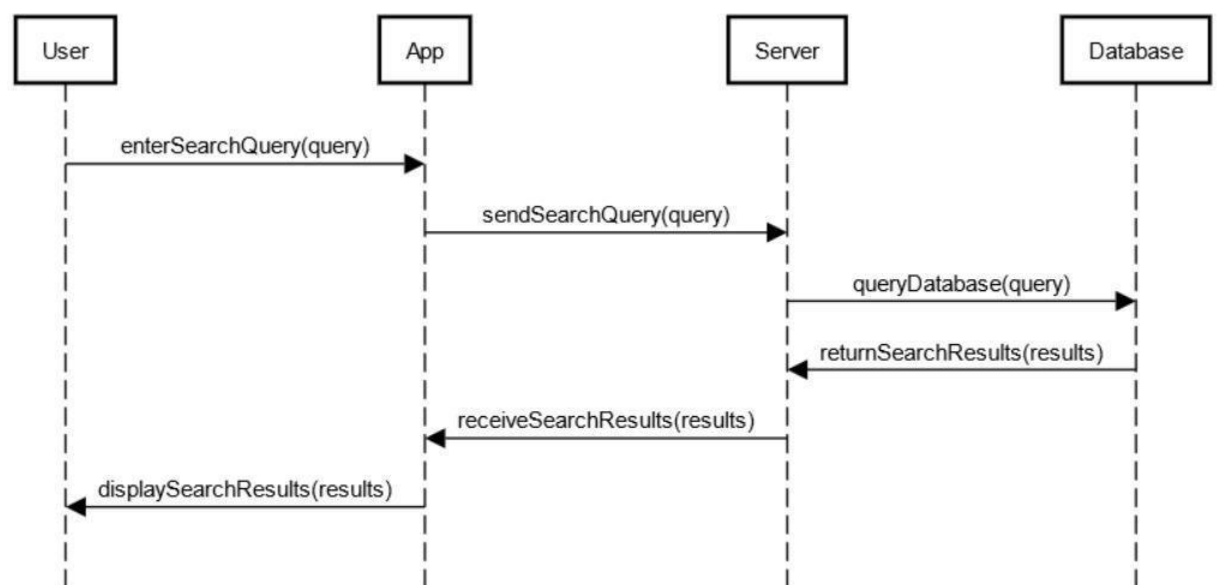 User
App
Server
Database
enterSearchQuery(query)
sendSearchQuery(query)
queryDatabase(query)
returnSearchResults(results)
receiveSearchResults(results)
displaySearchResults(results)